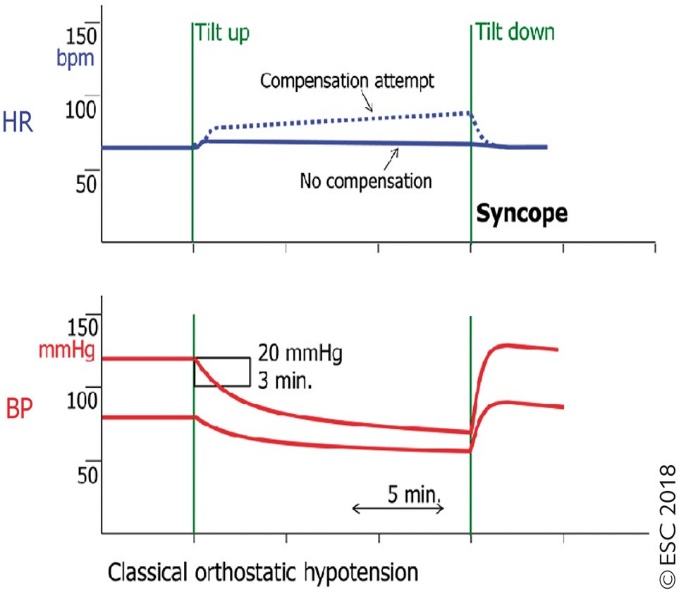 150
bpm
HR
100
50
Tilt up
Tilt down
Compensation attempt
No compensation
Syncope
150
mmHg
BP
100
50
20 mmHg
3 min.
5 min.
Classical orthostatic hypotension
©ESC 2018